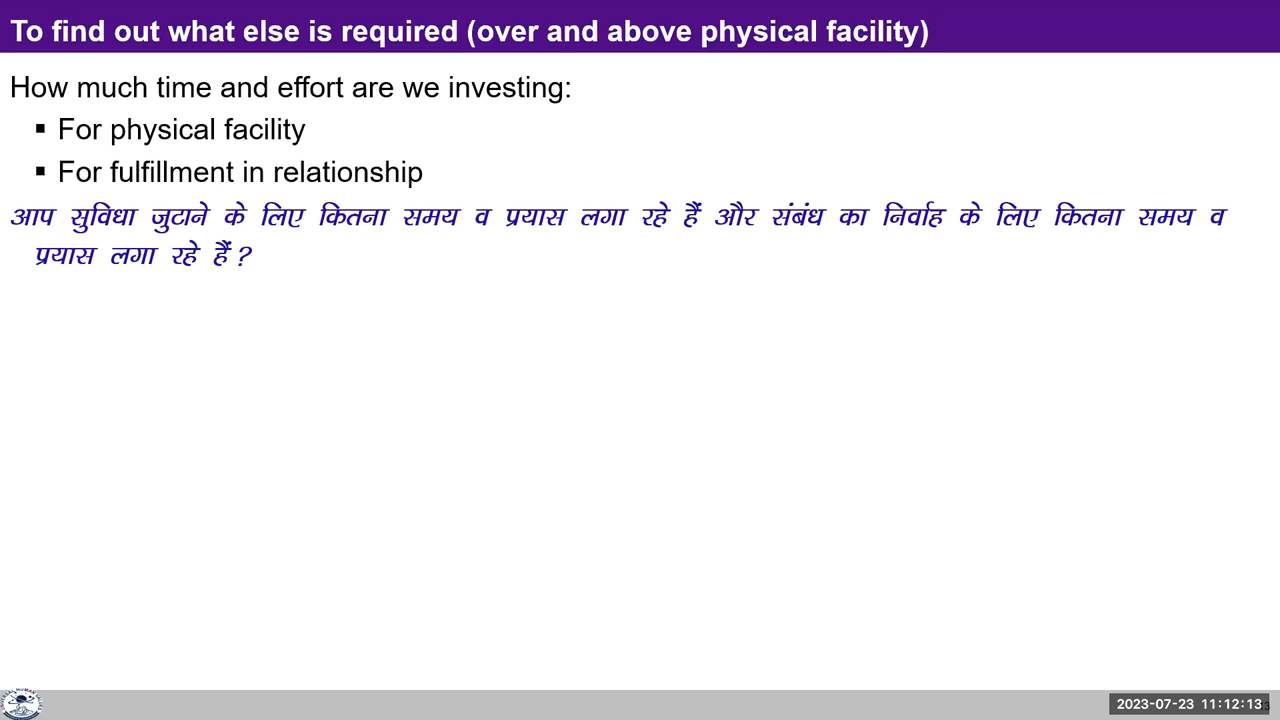 To find out what else is required (over and above physical facility)
How much time and effort are we investing:
▪ For physical facility
▪ For fulfillment in relationship
आप सुविधा जुटाने के लिए कितना समय व प्रयास लगा रहे हैं और संबंध का निर्वाह के लिए कितना समय व
प्रयास लगा रहे हैं?
2023-07-23 11:12:13